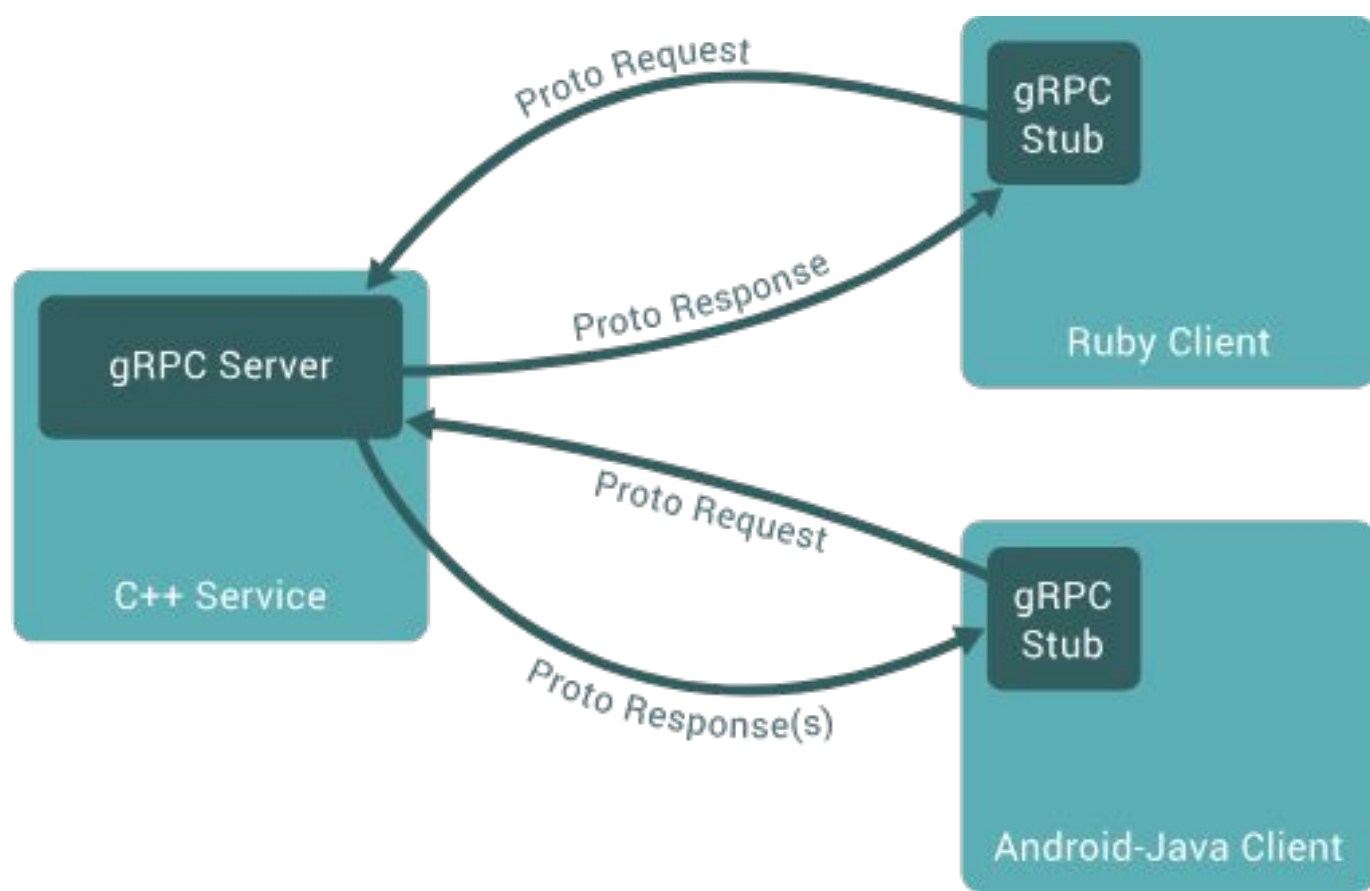 Proto Request
gRPC
Stub
Proto Response
Ruby Client
gRPC Server
Proto Request
C++ Service
gRPC
Stub
Proto Response(s)
Android-Java Client